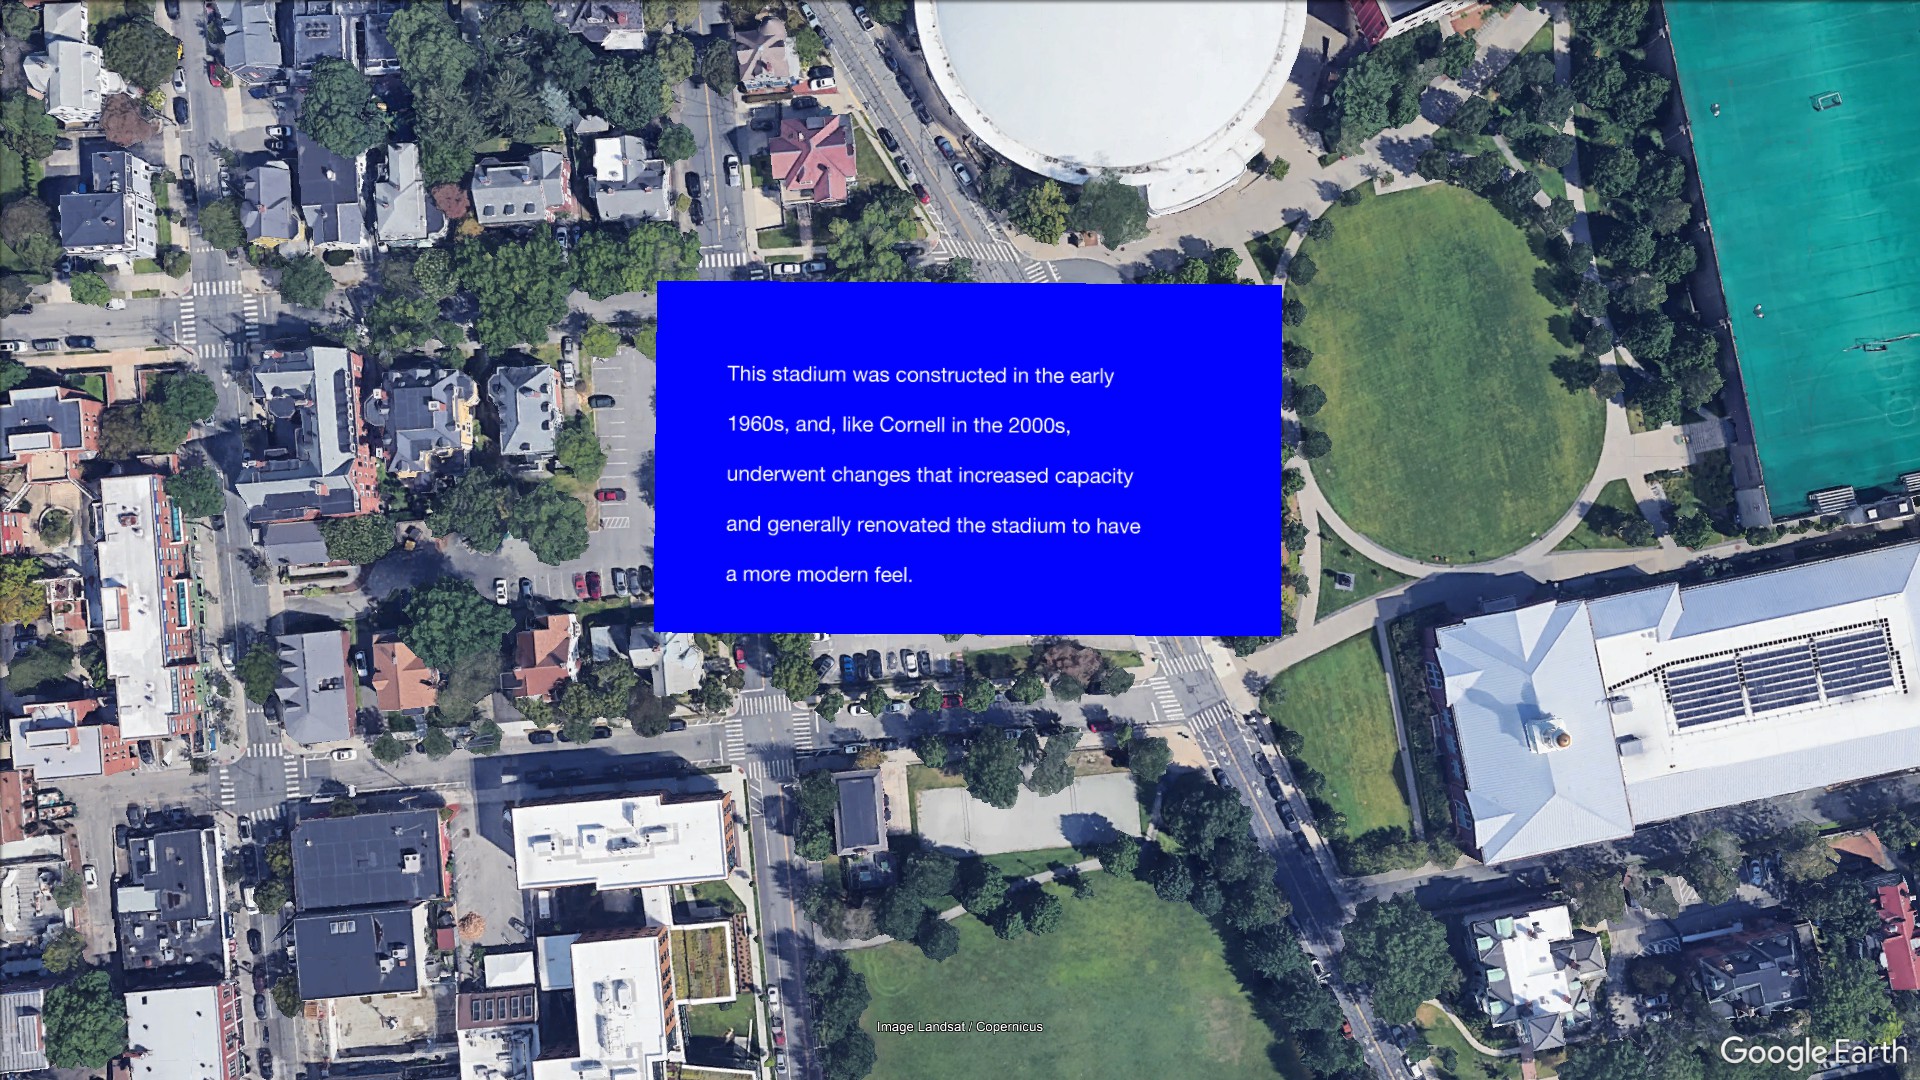 This stadium was constructed in the early
1960s, and, like Cornell in the 2000s,
underwent changes that increased capacity
and generally renovated the stadium to have
a more modern feel.
Image Landsat / Copernicus
Google Earth